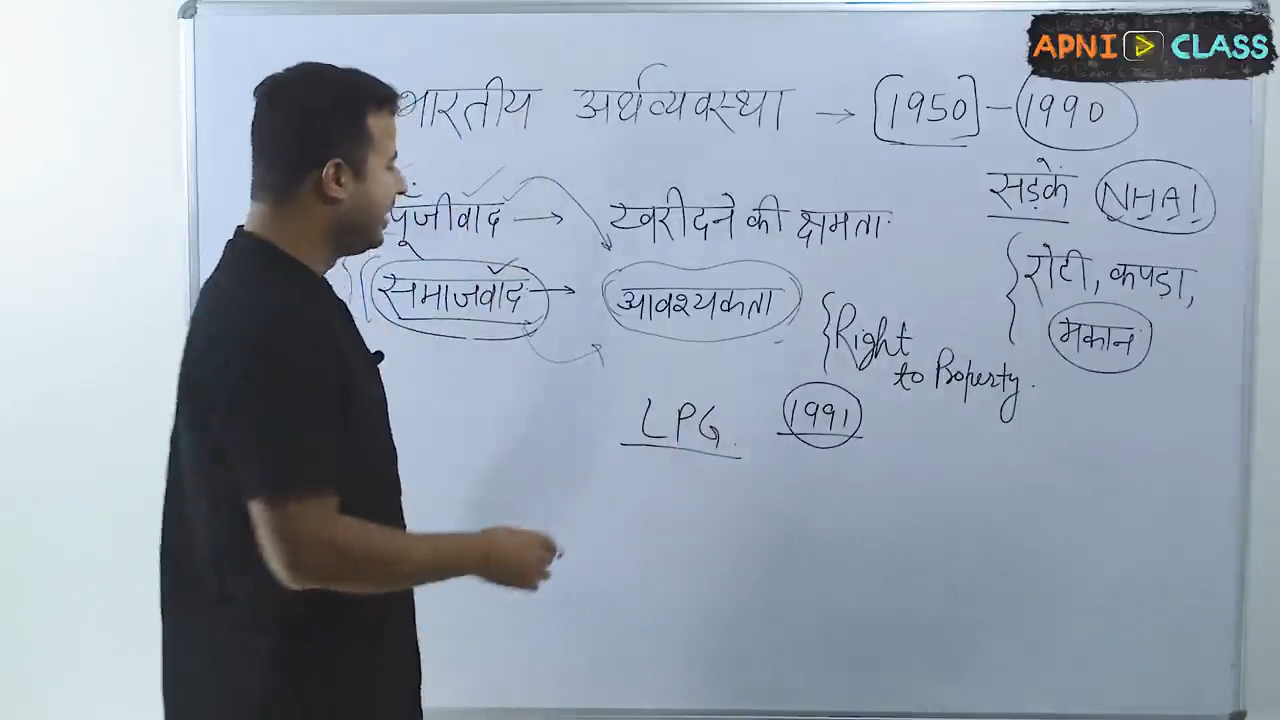 APNI CLASS
भारतीय अर्थव्यवस्था → [1950] - 1990
सड़कें NHAI
पूँजीवाद → खरीदने की क्षमता
रोटी, कपड़ा,
मकान
समाजवाद → आवश्यकता
{Right
to Property.
LPG. 1991